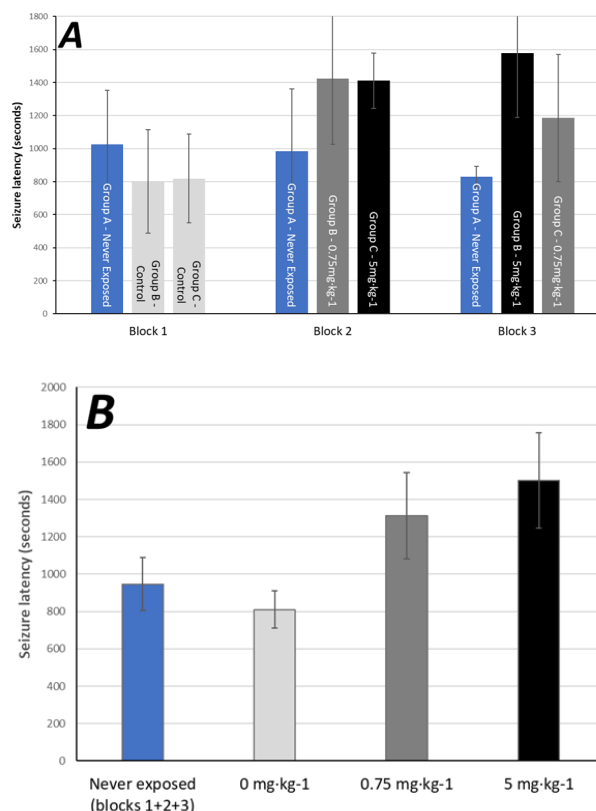 A
Seizure latency (seconds)
1800
1600
1400
1200
1000
800
600
400
200
0
Group A - Never Exposed
Group B -
Control
Group C -
Control
Group A - Never Exposed
Group B - 0.75mg·kg-1
Group C - 5mg·kg-1
Group A - Never Exposed
Group B - 5mg·kg-1
Group C - 0.75mg·kg-1
Block 1
Block 2
Block 3
B
Seizure latency (seconds)
2000
1800
1600
1400
1200
1000
800
600
400
200
0
Never exposed
(blocks 1+2+3)
0 mg·kg-1
0.75 mg·kg-1
5 mg·kg-1